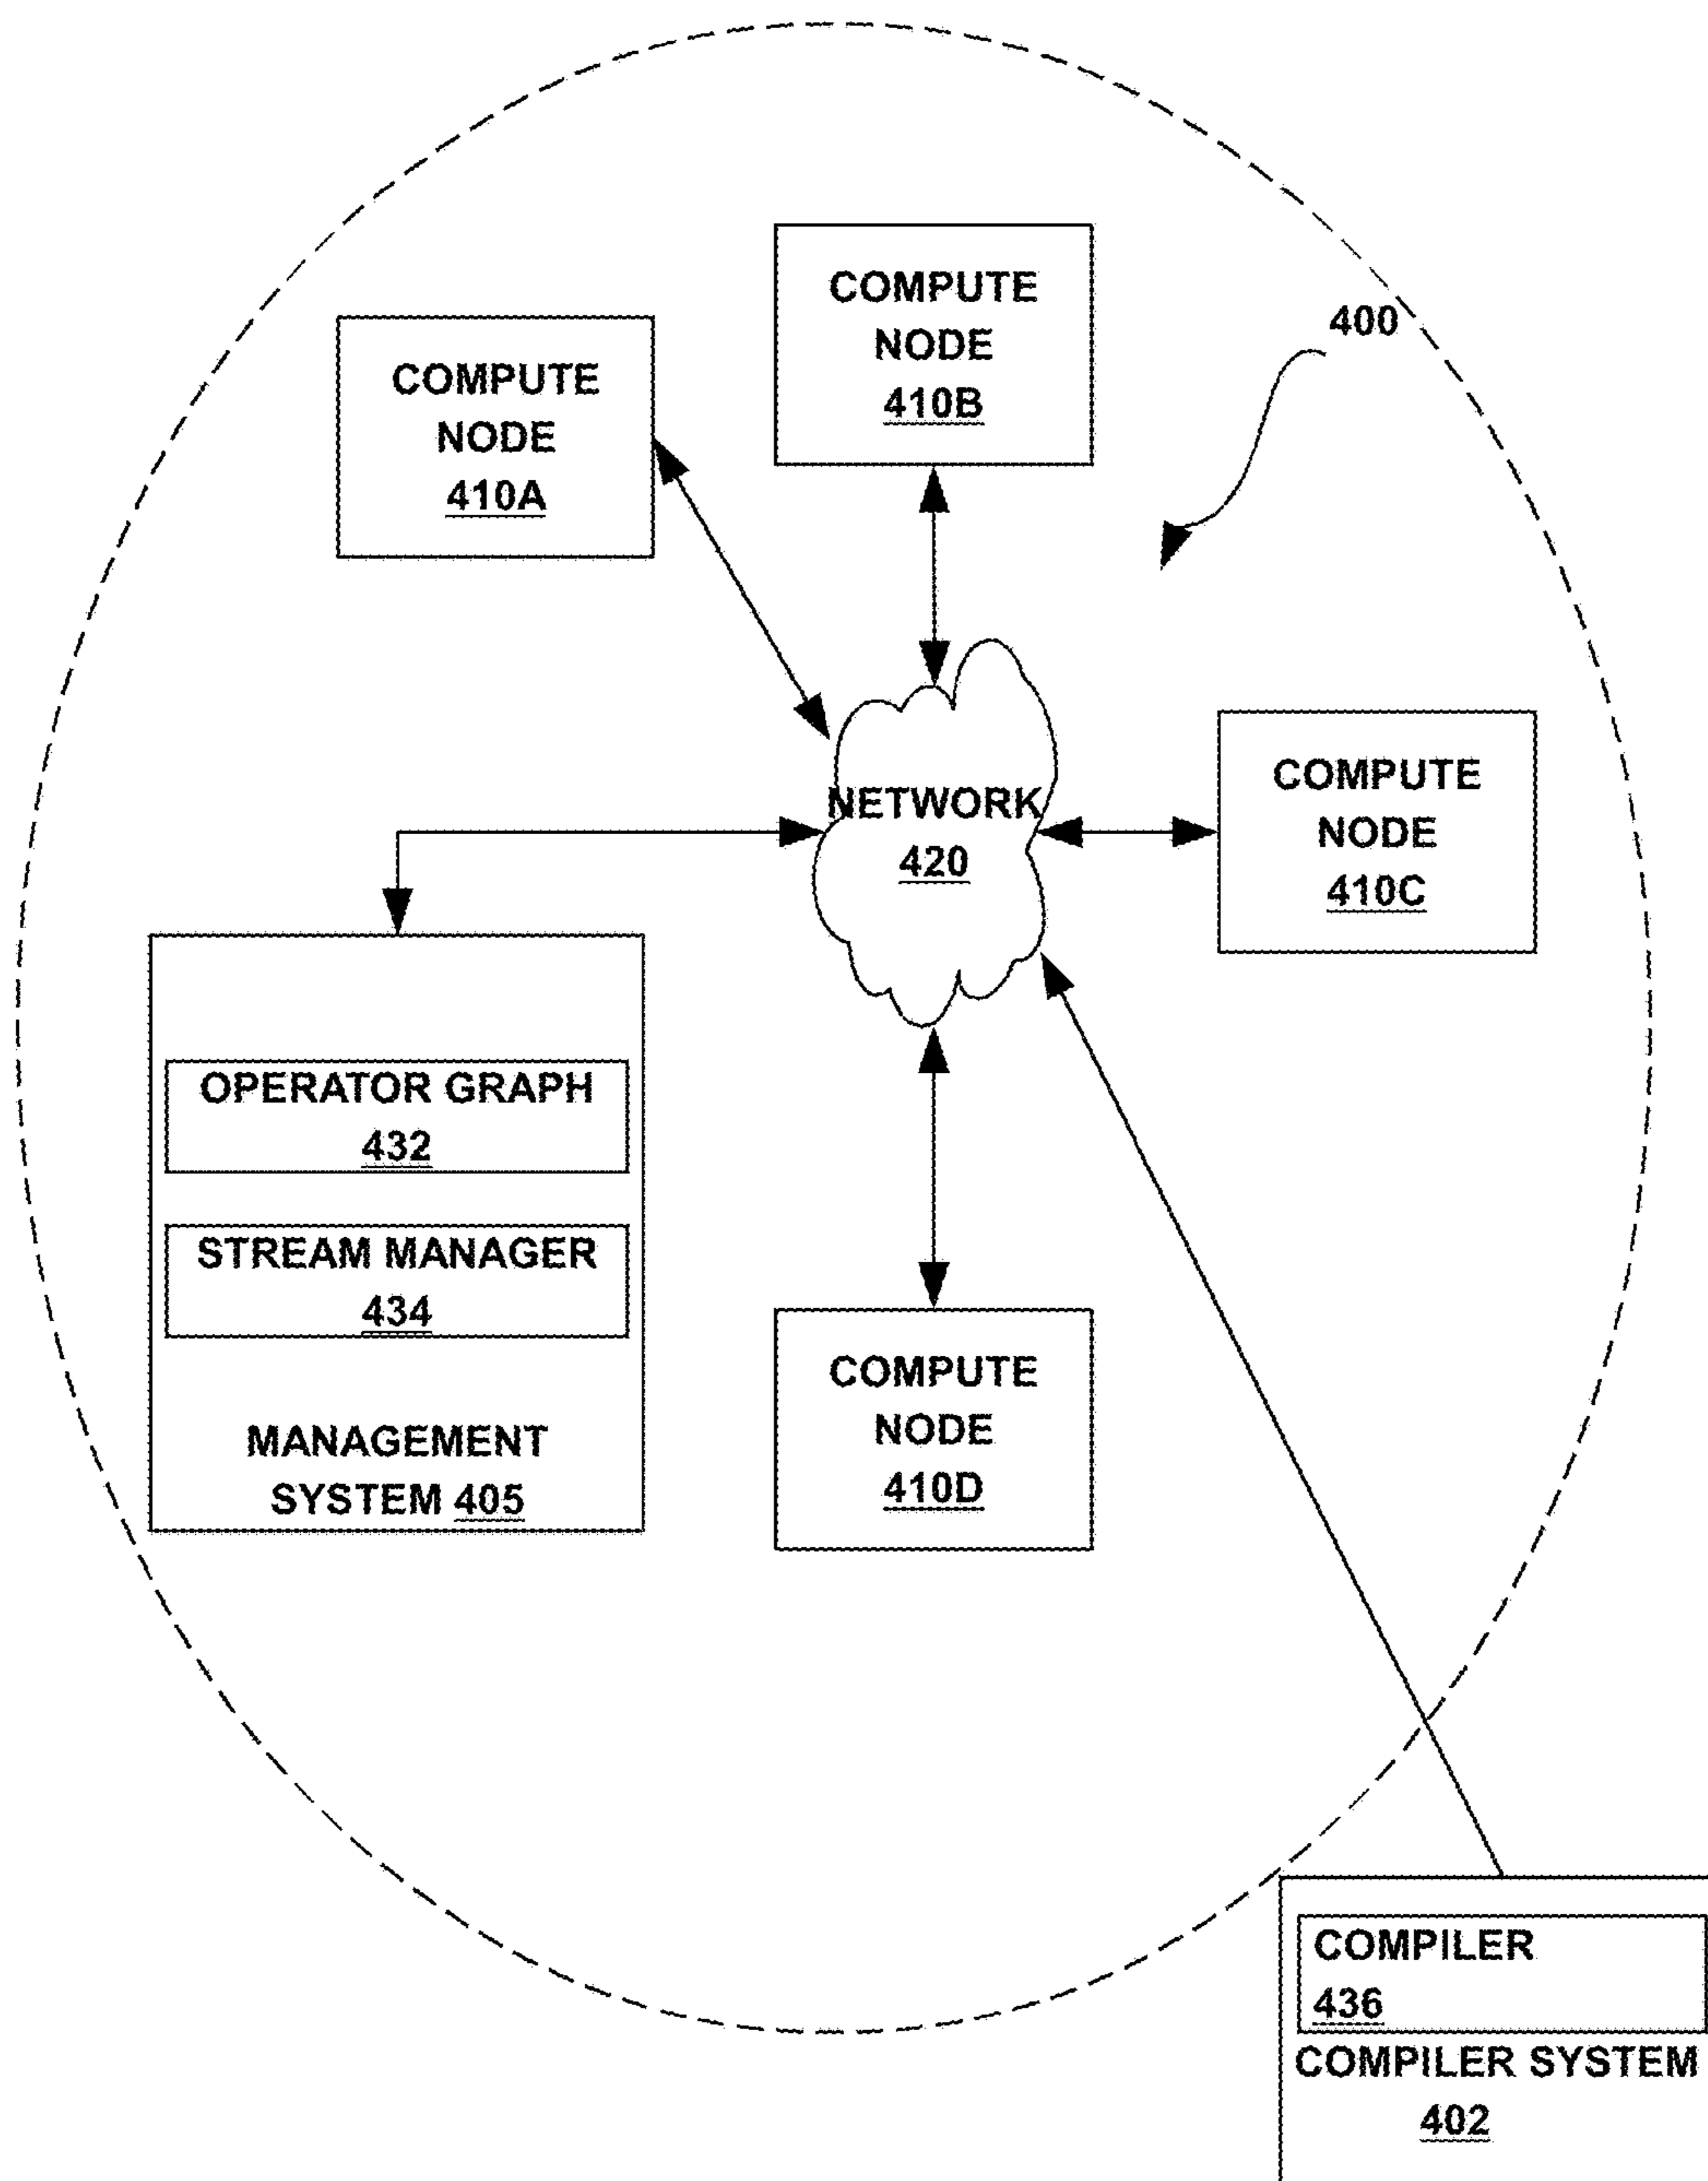 COMPUTE
NODE
410B
400
COMPUTE
NODE
410A
NETWORK
420
COMPUTE
NODE
410C
OPERATOR GRAPH
432
STREAM MANAGER
434
MANAGEMENT
SYSTEM 405
COMPUTE
NODE
410D
COMPILER
436
COMPILER SYSTEM
402